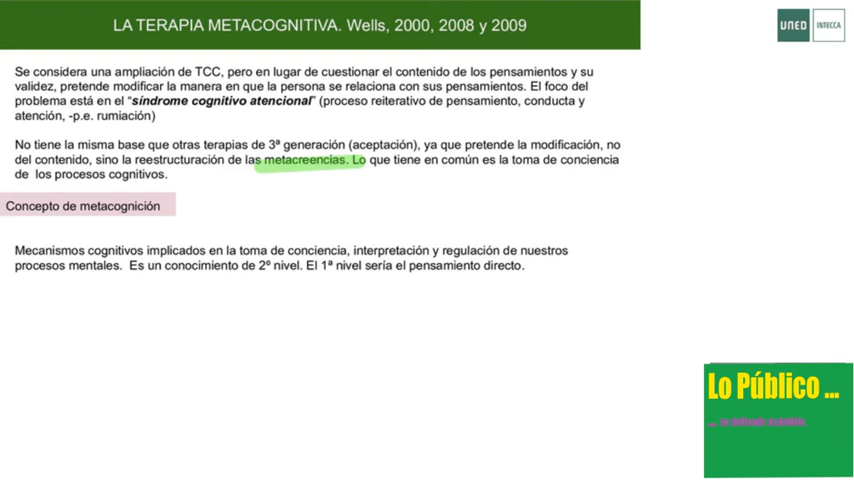 LA TERAPIA METACOGNITIVA. Wells, 2000, 2008 y 2009
UNED
INTECCA
Se considera una ampliación de TCC, pero en lugar de cuestionar el contenido de los pensamientos y su
validez, pretende modificar la manera en que la persona se relaciona con sus pensamientos. El foco del
problema está en el “síndrome cognitivo atencional” (proceso reiterativo de pensamiento, conducta y
atención, -p.e. rumiación)
No tiene la misma base que otras terapias de 3ª generación (aceptación), ya que pretende la modificación, no
del contenido, sino la reestructuración de las metacreencias. Lo que tiene en común es la toma de conciencia
de los procesos cognitivos.
Concepto de metacognición
Mecanismos cognitivos implicados en la toma de conciencia, interpretación y regulación de nuestros
procesos mentales. Es un conocimiento de 2º nivel. El 1ª nivel sería el pensamiento directo.
Lo Público ...